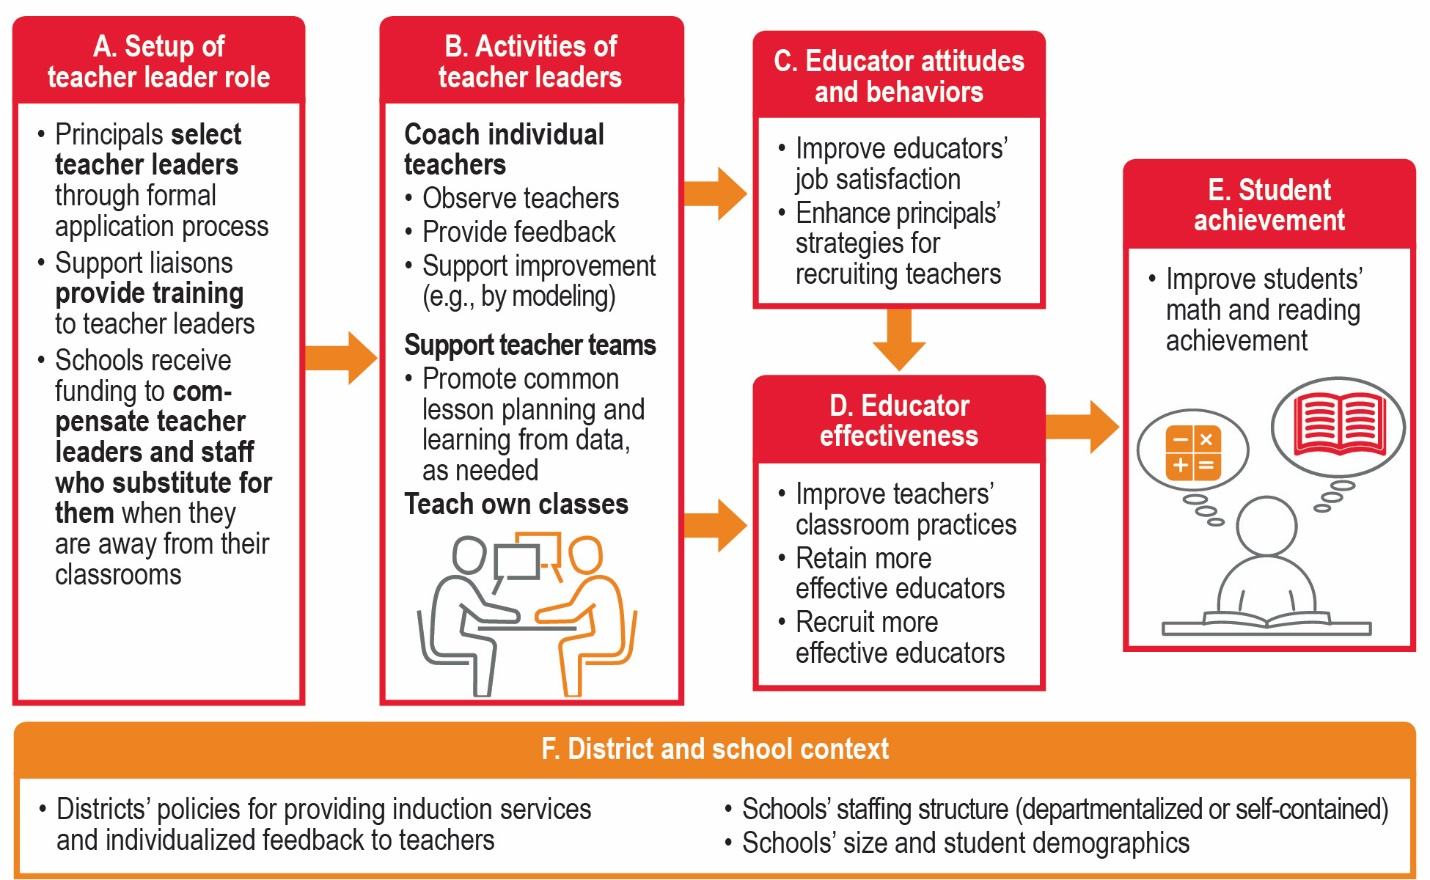 A. Setup of
teacher leader role
• Principals select
teacher leaders
through formal
application process
• Support liaisons
provide training
to teacher leaders
• Schools receive
funding to com-
pensate teacher
leaders and staff
who substitute for
them when they
are away from their
classrooms
B. Activities of
teacher leaders
Coach individual
teachers
• Observe teachers
• Provide feedback
• Support improvement
(e.g., by modeling)
Support teacher teams
• Promote common
lesson planning and
learning from data,
as needed
Teach own classes
C. Educator attitudes
and behaviors
• Improve educators’
job satisfaction
• Enhance principals’
strategies for
recruiting teachers
D. Educator
effectiveness
• Improve teachers’
classroom practices
• Retain more
effective educators
• Recruit more
effective educators
E. Student
achievement
• Improve students’
math and reading
achievement
− ×
+ =
F. District and school context
• Districts’ policies for providing induction services
and individualized feedback to teachers
• Schools’ staffing structure (departmentalized or self-contained)
• Schools’ size and student demographics